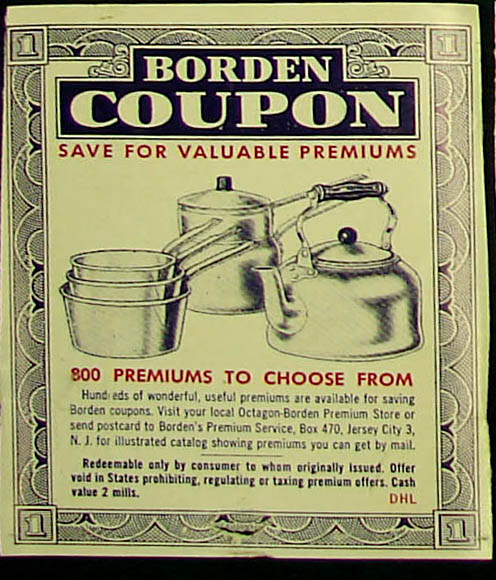 1 1
BORDEN
COUPON
SAVE FOR VALUABLE PREMIUMS
800 PREMIUMS TO CHOOSE FROM
Hundreds of wonderful, useful premiums are available for saving
Borden coupons. Visit your local Octagon-Borden Premium Store or
send postcard to Borden's Premium Service, Box 470, Jersey City 3,
N. J. for illustrated catalog showing premiums you can get by mail.
Redeemable only by consumer to whom originally issued. Offer
void in States prohibiting, regulating or taxing premium offers. Cash
value 2 mills.
DHL
1 1